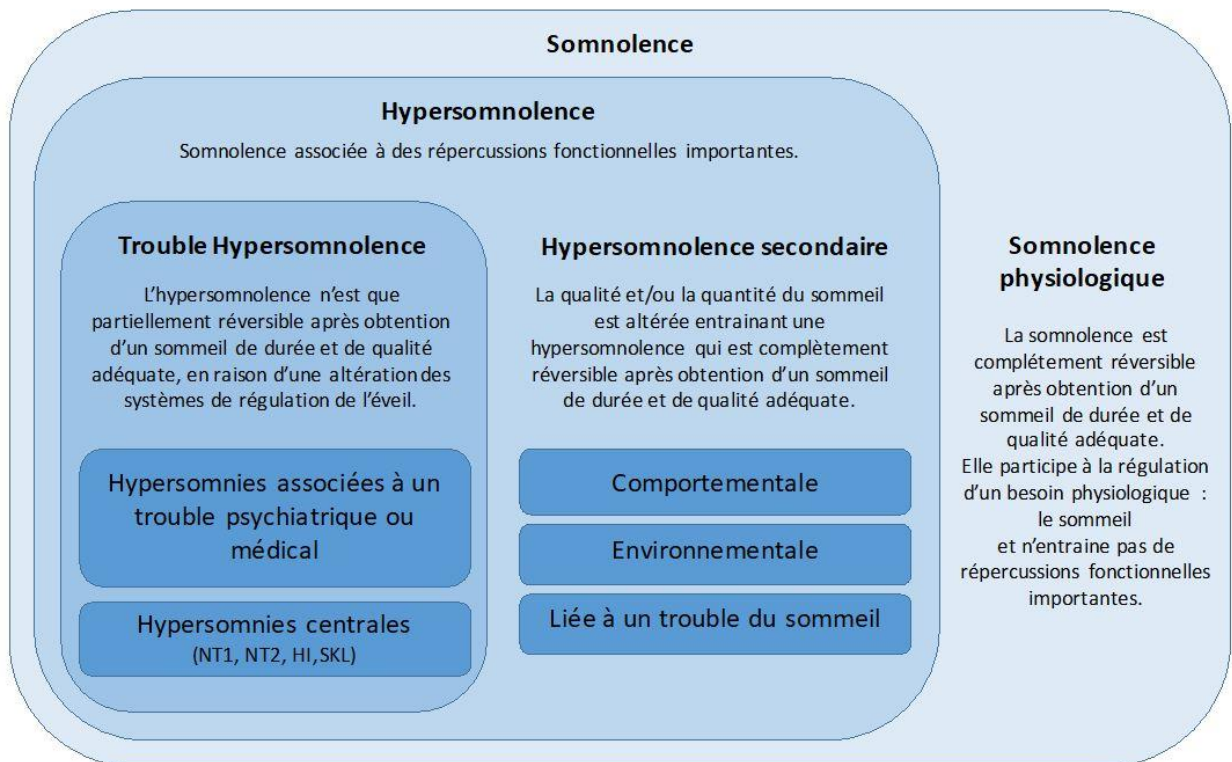 Somnolence
Hypersomnolence
Somnolence associée à des répercussions fonctionnelles importantes.
Trouble Hypersomnolence
L'hypersomnolence n'est que
partiellement réversible après obtention
d'un sommeil de durée et de qualité
adéquate, en raison d'une altération des
systèmes de régulation de l'éveil.
Hypersomnies associées à un
trouble psychiatrique ou
médical
Hypersomnies centrales
(NT1, NT2, HI,SKL)
Hypersomnolence secondaire
La qualité et/ou la quantité du sommeil
est altérée entrainant une
hypersomnolence qui est complètement
réversible après obtention d'un sommeil
de durée et de qualité adéquate.
Comportementale
Environnementale
Liée à un trouble du sommeil
Somnolence
physiologique
La somnolence est
complétement réversible
après obtention d'un
sommeil de durée et de
qualité adéquate.
Elle participe à la régulation
d'un besoin physiologique :
le sommeil
et n'entraine pas de
répercussions fonctionnelles
importantes.